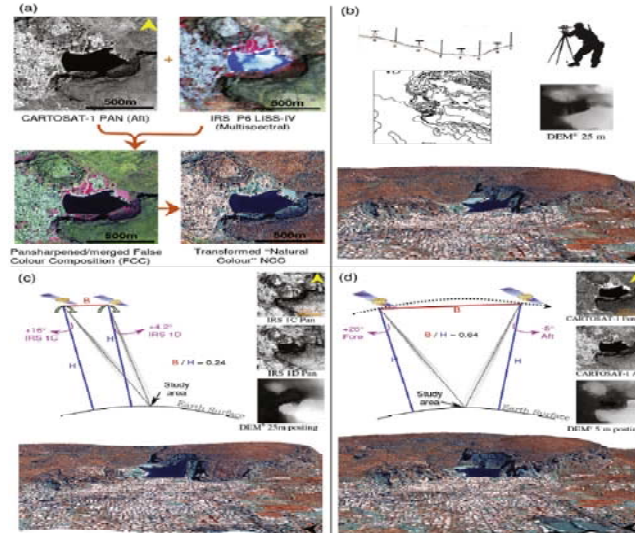 (a)
+
500m
500m
CARTOSAT-1 PAN (Aft)
IRS P6 LISS-IV
(Multispectral)
500m
500m
Pansharpened/merged False
Colour Composition (FCC)
Transformed "Natural
Colour" NCC
(b)
DEM* 25 m
(c)
B
+4.2°
IRS 1D
IRS 1C
H
H
B / H = 0.24
Study
area
Earth Surface
IRS 1C Pan
IRS 1D Pan
DEM* 25m posting
(d)
B
Fore
-5°
Aft
H
H
B / H = 0.64
Study
area
Earth Surface
CARTOSAT-1
CARTOSAT-1
DEM* 5 m